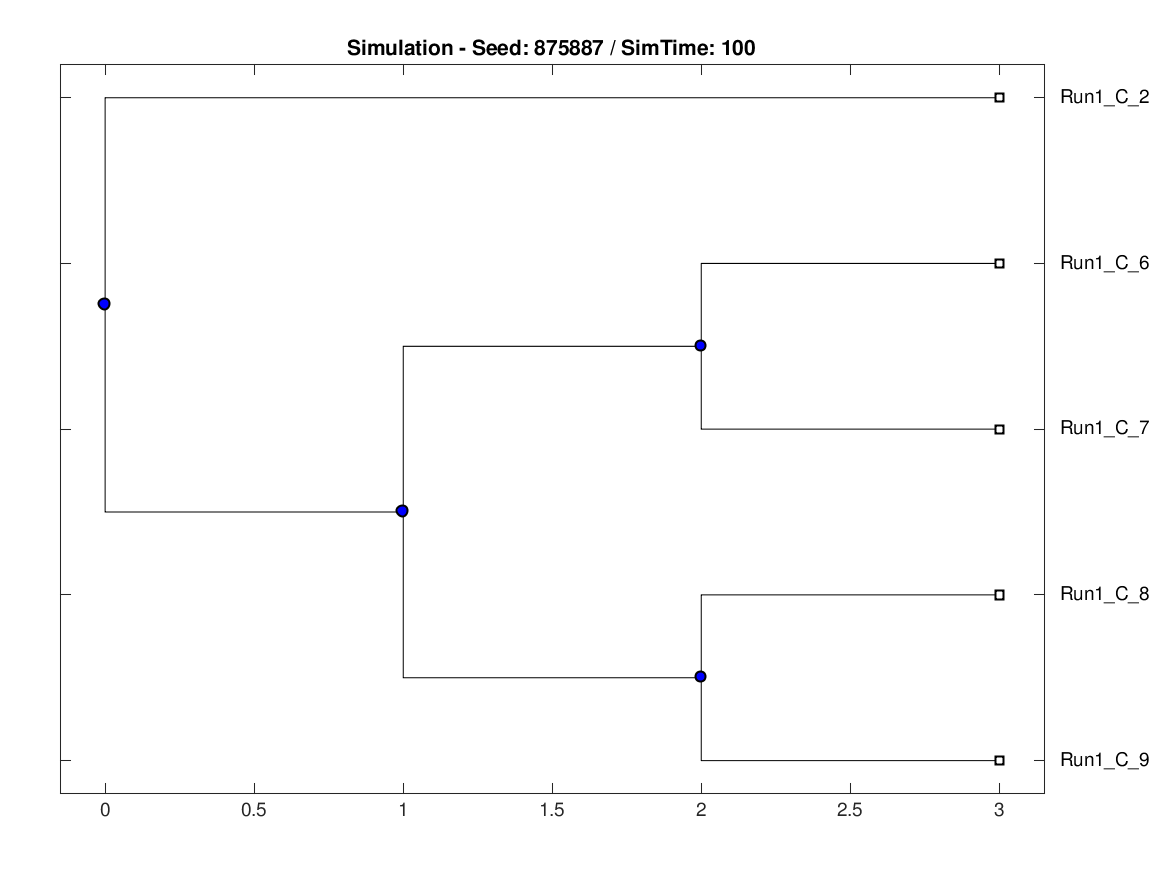 Simulation - Seed: 875887 / SimTime: 100
Run1_C_2
Run1_C_6
Run1_C_7
Run1_C_8
Run1_C_9
0 0.5 1 1.5 2 2.5 3